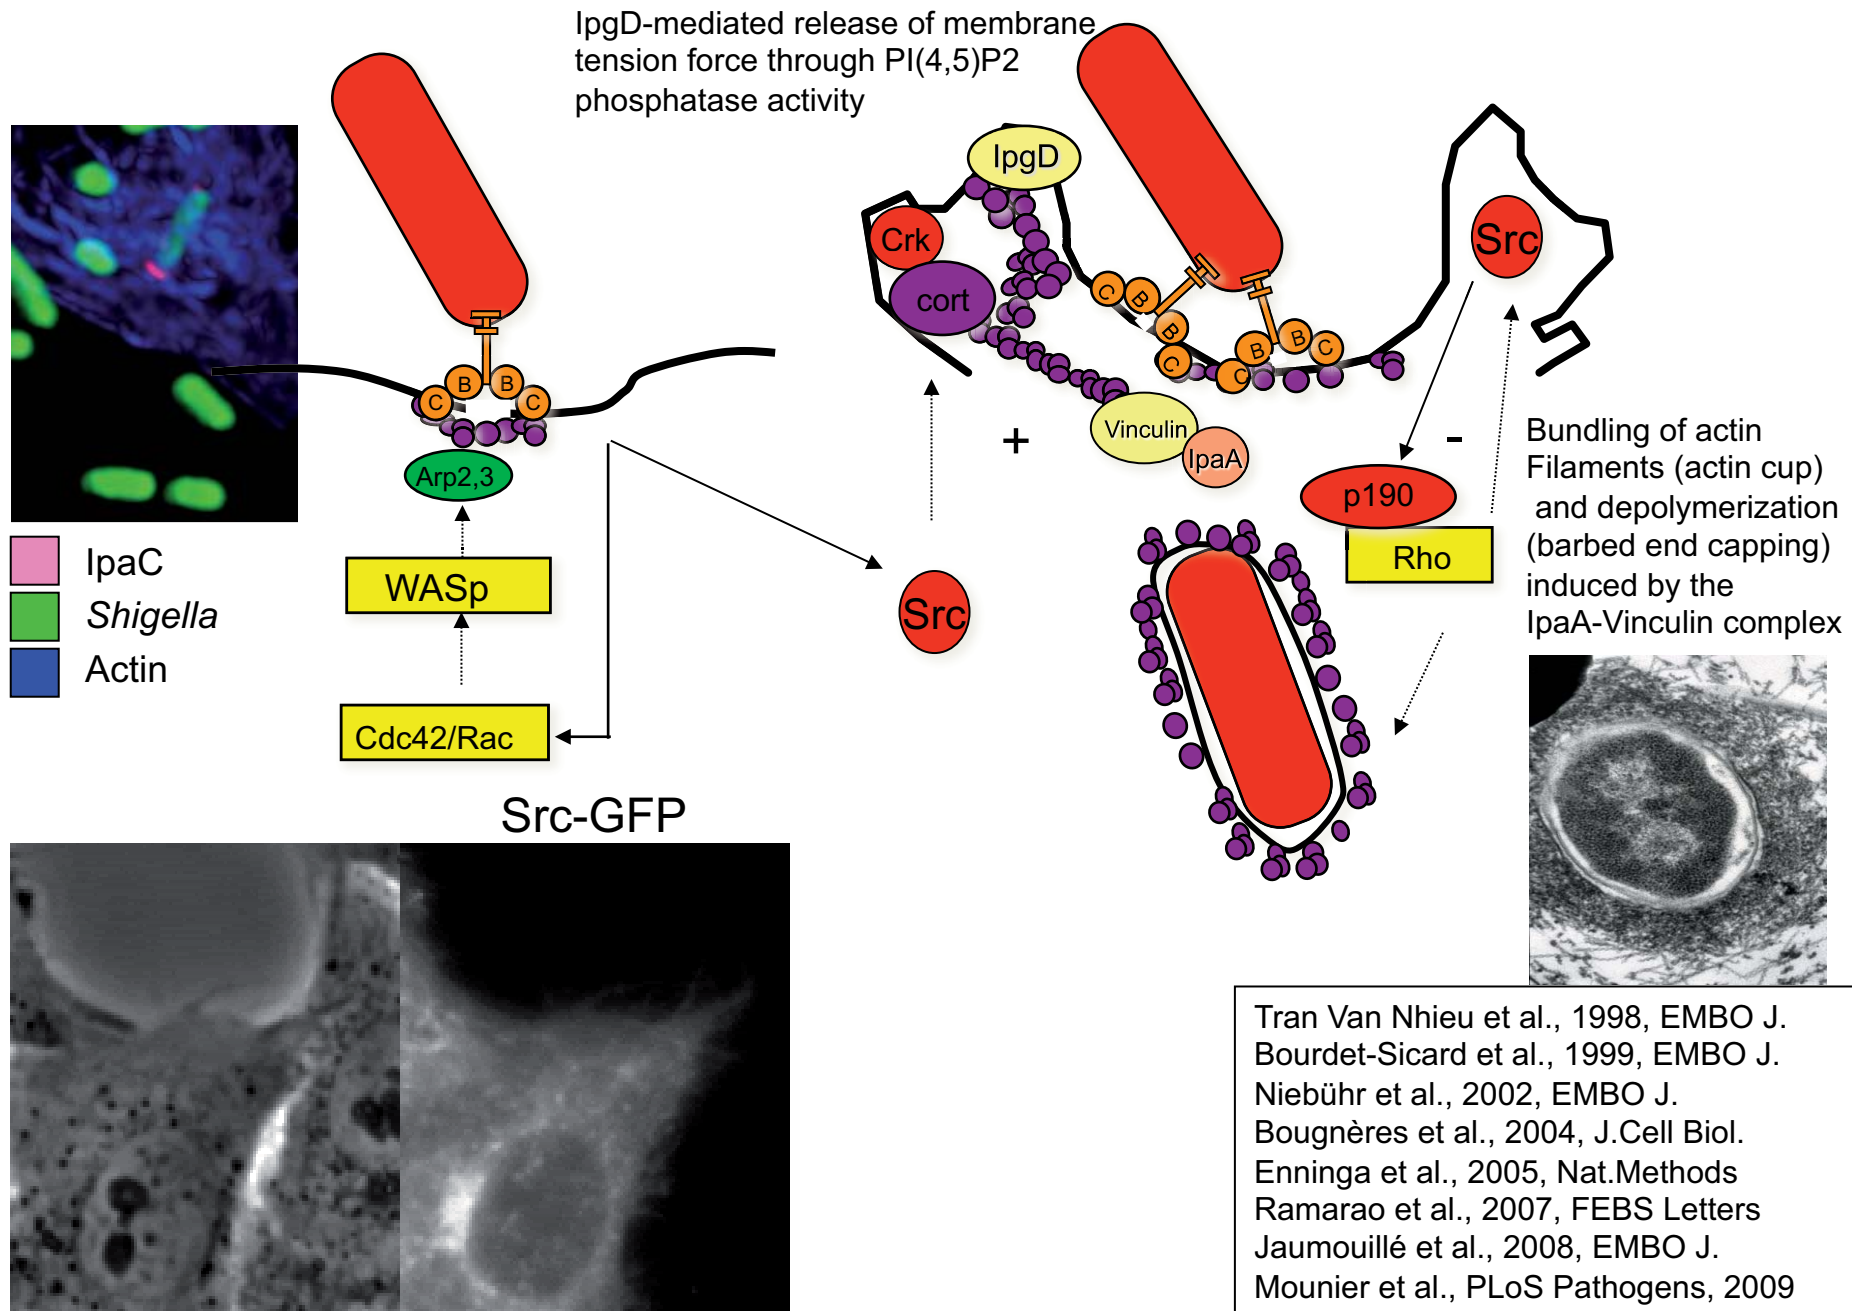 IpgD-mediated release of membrane
tension force through PI(4,5)P2
phosphatase activity
IpaC
Shigella
Actin
B
B
C
C
Arp2,3
WASp
Cdc42/Rac
Src
IpgD
Crk
cort
C
B
B
C
B
B
C
C
+
Vinculin
IpaA
Src
-
p190
Rho
Bundling of actin
Filaments (actin cup)
and depolymerization
(barbed end capping)
induced by the
IpaA-Vinculin complex
Src-GFP
Tran Van Nhieu et al., 1998, EMBO J.
Bourdet-Sicard et al., 1999, EMBO J.
Niebühr et al., 2002, EMBO J.
Bougnères et al., 2004, J.Cell Biol.
Enninga et al., 2005, Nat.Methods
Ramarao et al., 2007, FEBS Letters
Jaumouillé et al., 2008, EMBO J.
Mounier et al., PLoS Pathogens, 2009